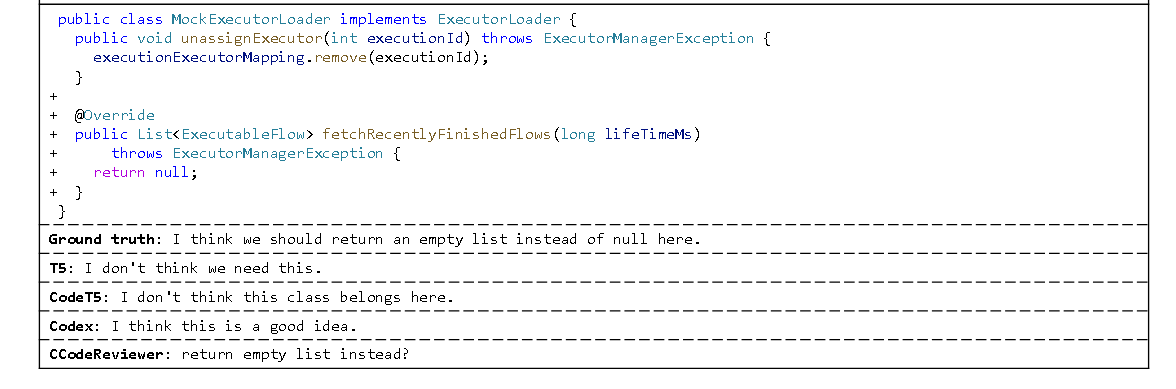 public class MockExecutorLoader implements ExecutorLoader {
public void unassignExecutor(int executionId) throws ExecutorManagerException {
executionExecutorMapping.remove(executionId);
}
+
+ @Override
+ public List<ExecutableFlow> fetchRecentlyFinishedFlows(long lifeTimeMs)
+ throws ExecutorManagerException {
+ return null;
+ }
}
Ground truth: I think we should return an empty list instead of null here.
T5: I don't think we need this.
CodeT5: I don't think this class belongs here.
Codex: I think this is a good idea.
CCodeReviewer: return empty list instead?